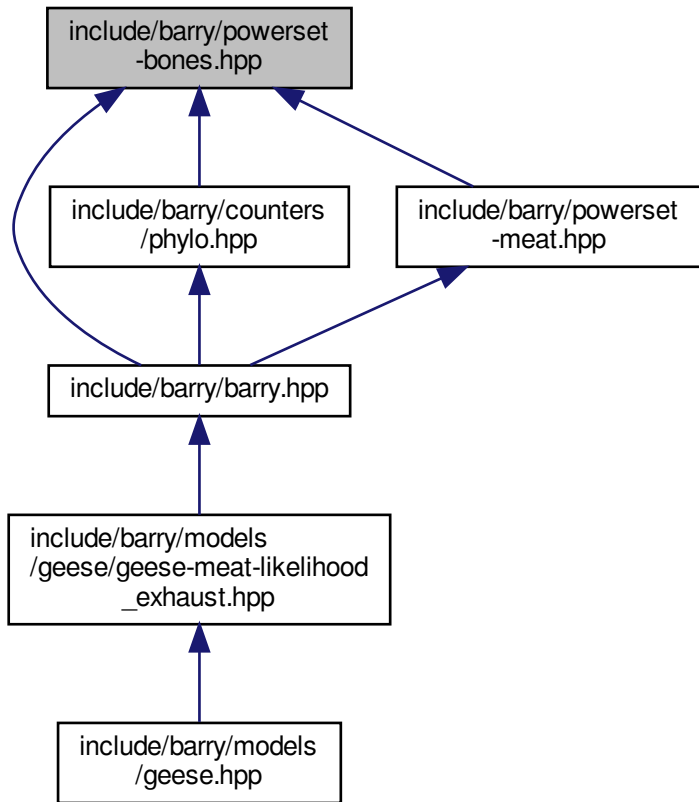 include/barry/powerset
-bones.hpp
include/barry/counters
/phylo.hpp
include/barry/powerset
-meat.hpp
include/barry/barry.hpp
include/barry/models
/geese/geese-meat-likelihood
_exhaust.hpp
include/barry/models
/geese.hpp